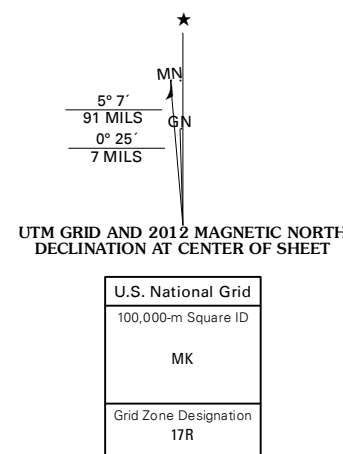 MN
5° 7´
91 MILS
GN
0° 25´
7 MILS
UTM GRID AND 2012 MAGNETIC NORTH
DECLINATION AT CENTER OF SHEET
U.S. National Grid
100,000-m Square ID
MK
Grid Zone Designation
17R